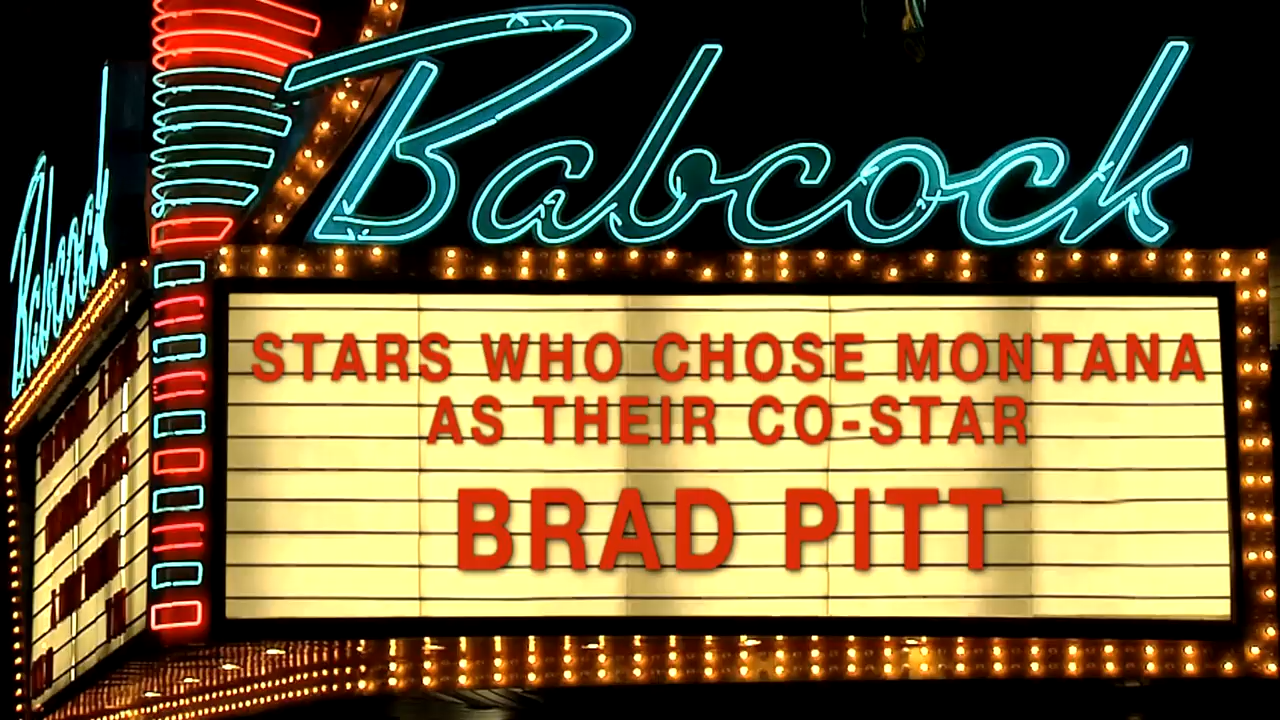 Babcock
Babcock
STARS WHO CHOSE MONTANA
AS THEIR CO-STAR
BRAD PITT